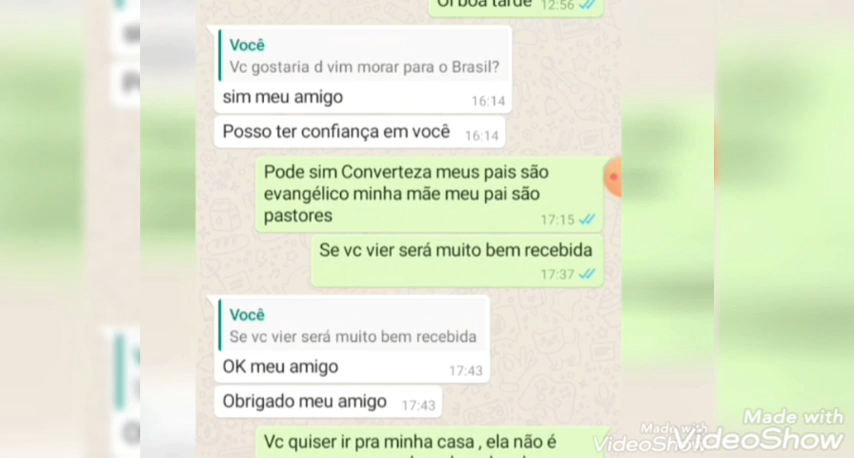 Oi boa tarde 12:56
Você
Vc gostaria d vim morar para o Brasil?
sim meu amigo 16:14
Posso ter confiança em você 16:14
Pode sim Converteza meus pais são
evangélico minha mãe meu pai são
pastores 17:15
Se vc vier será muito bem recebida
17:37
Você
Se vc vier será muito bem recebida
OK meu amigo 17:43
Obrigado meu amigo 17:43
Vc quiser ir pra minha casa , ela não é
Made with
VideoShow
Made with
VideoShow